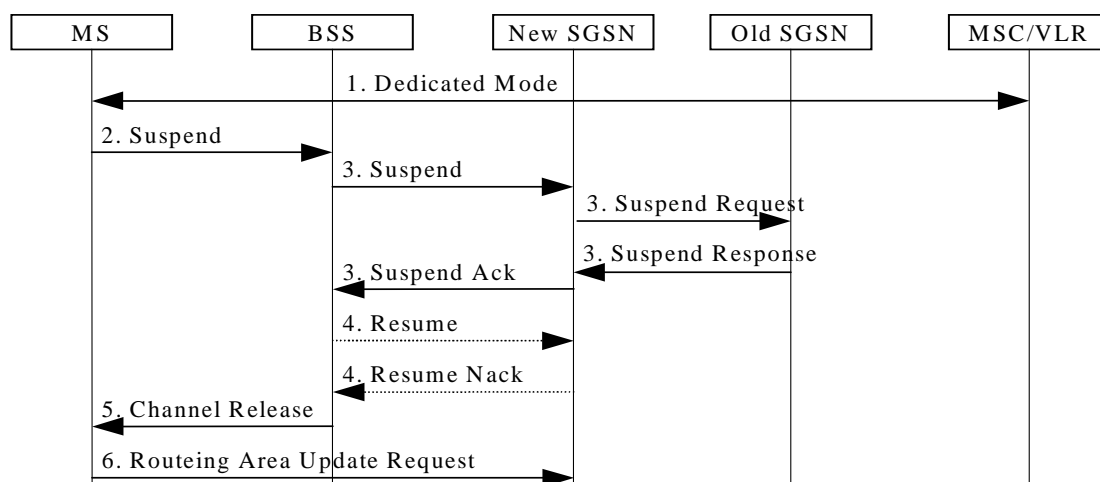 MS
BSS
New SGSN
Old SGSN
MSC/VLR
1. Dedicated Mode
2. Suspend
3. Suspend
3. Suspend Request
3. Suspend Response
3. Suspend Ack
4. Resume
4. Resume Nack
5. Channel Release
6. Routeing Area Update Request